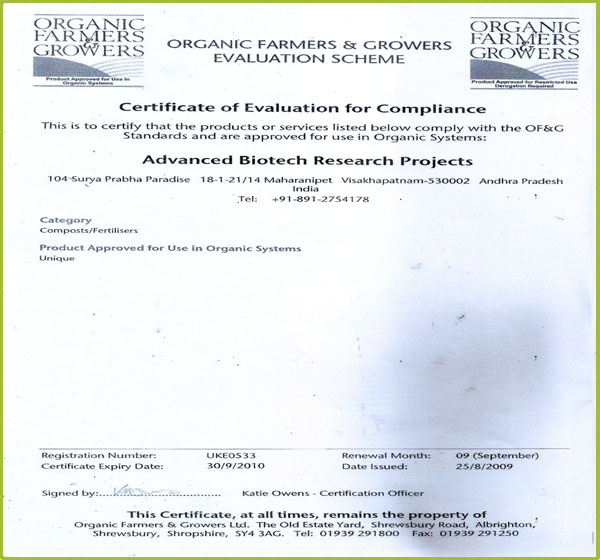 ORGANIC
FARMERS
&
GROWERS
Product Approved for Use in
Organic Systems
ORGANIC FARMERS & GROWERS
EVALUATION SCHEME
ORGANIC
FARMERS
&
GROWERS
Product Approved for Restricted Use
Derogation Required
Certificate of Evaluation for Compliance
This is to certify that the products or services listed below comply with the OF&G
Standards and are approved for use in Organic Systems:
Advanced Biotech Research Projects
104-Surya Prabha Paradise 18-1-21/14 Maharanipet Visakhapatnam-530002 Andhra Pradesh
India
Tel: +91-891-2754178
Category
Composts/Fertilisers
Product Approved for Use in Organic Systems
Unique
Registration Number: UKE0533 Renewal Month: 09 (September)
Certificate Expiry Date: 30/9/2010 Date Issued: 25/8/2009
Signed by:........................... Katie Owens - Certification Officer
This Certificate, at all times, remains the property of
Organic Farmers & Growers Ltd. The Old Estate Yard, Shrewsbury Road, Albrighton,
Shrewsbury, Shropshire, SY4 3AG. Tel: 01939 291800 Fax: 01939 291250